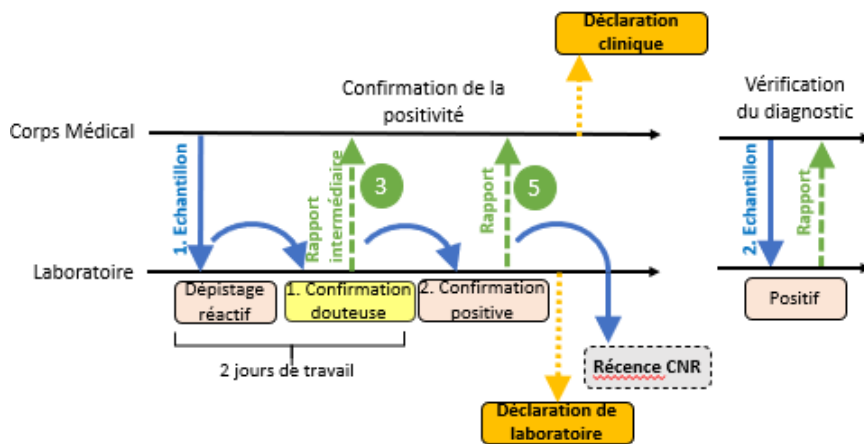 Déclaration
clinique
Confirmation de la
positivité
Vérification
du diagnostic
Corps Médical
1. Echantillon
Rapport
intermédiaire
3
Rapport
5
2. Echantillon
Rapport
Laboratoire
Dépistage
réactif
1. Confirmation
douteuse
2. Confirmation
positive
Positif
2 jours de travail
Récence CNR
Déclaration de
laboratoire